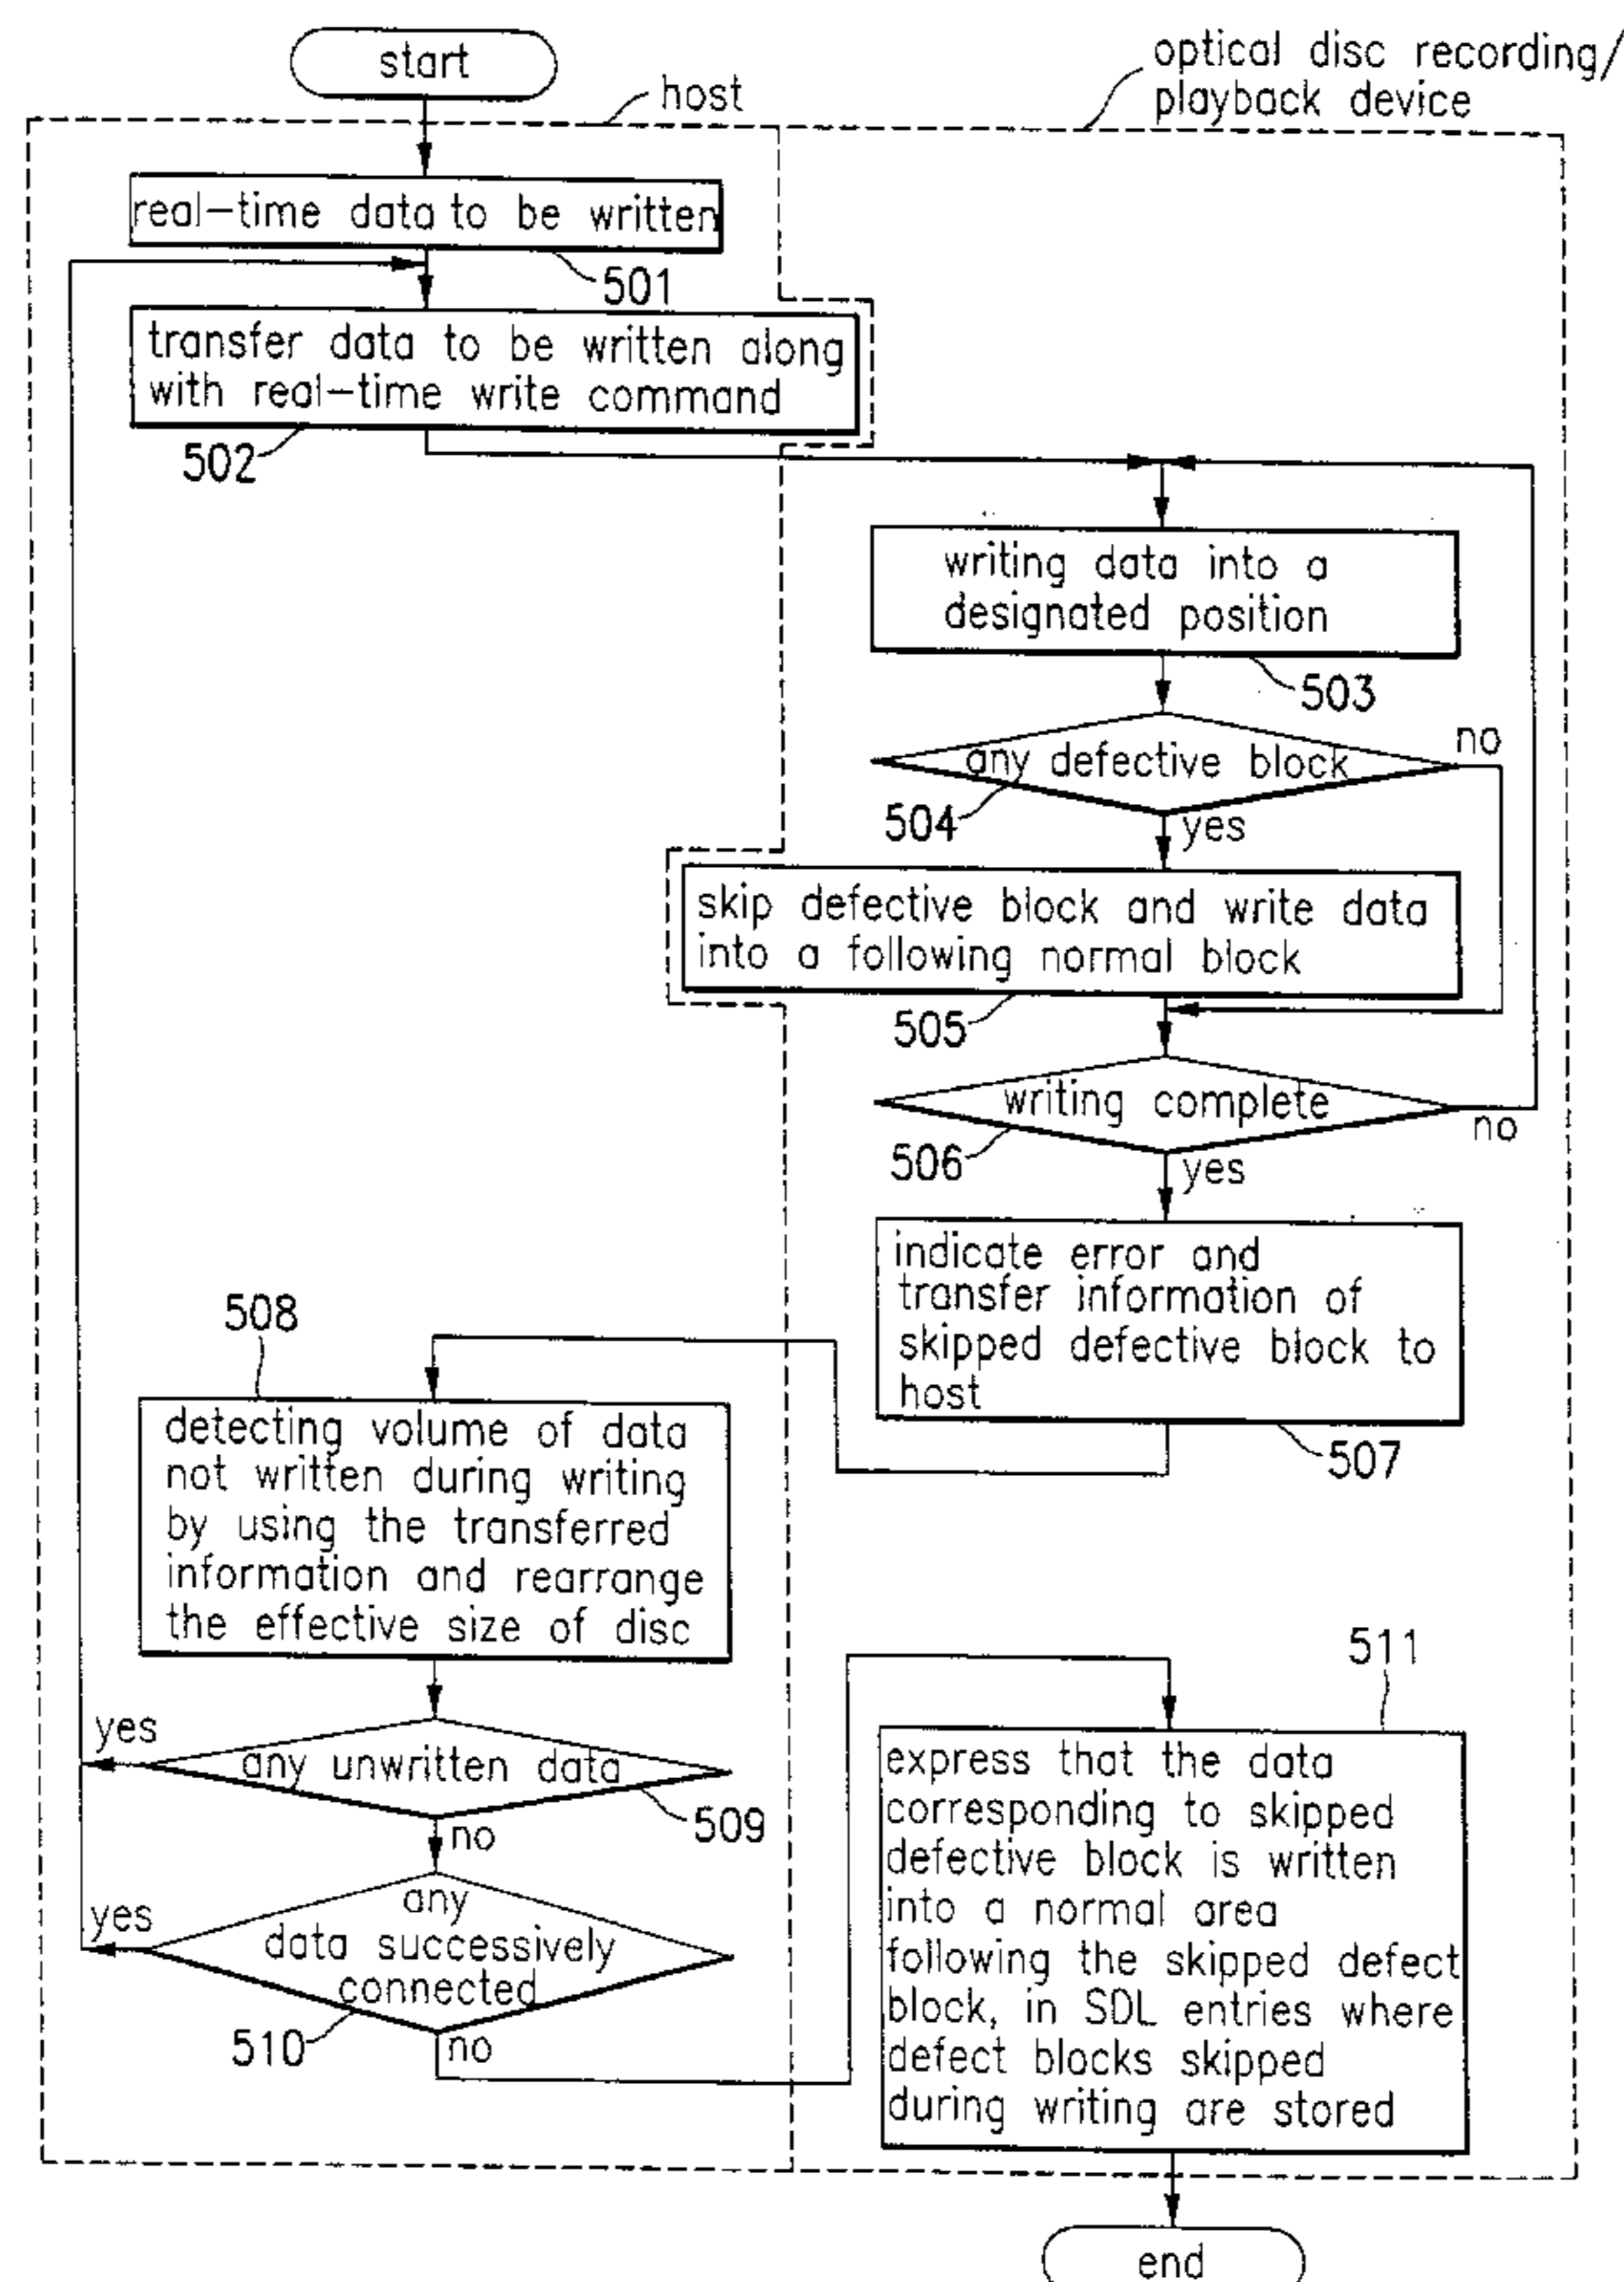 start
host
optical disc recording/
playback device
real-time data to be written
501
transfer data to be written along
with real-time write command
502
writing data into a
designated position
503
any defective block
no
504
yes
skip defective block and write data
into a following normal block
505
writing complete
no
506
yes
indicate error and
transfer information of
skipped defective block to
host
507
508
detecting volume of data
not written during writing
by using the transferred
information and rearrange
the effective size of disc
yes
any unwritten data
509
no
yes
any
data successively
connected
510
no
511
express that the data
corresponding to skipped
defective block is written
into a normal area
following the skipped defect
block, in SDL entries where
defect blocks skipped
during writing are stored
end